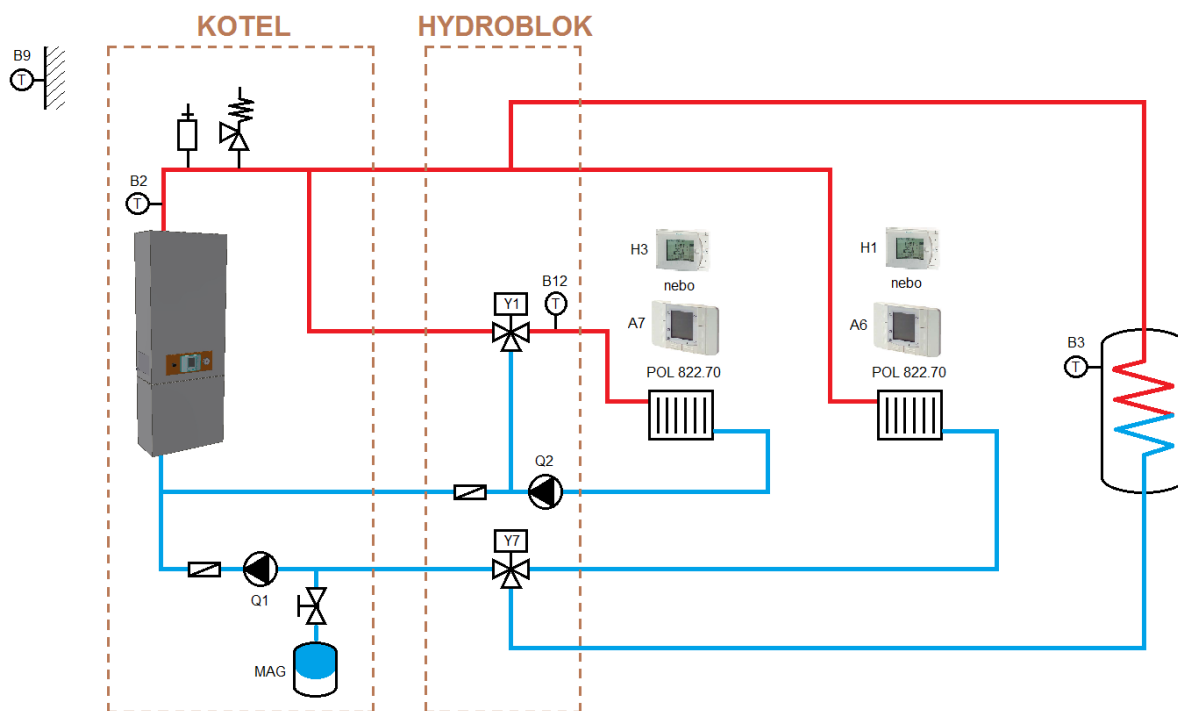 KOTEL
HYDROBLOK
B9
T
B2
T
H3
nebo
H1
nebo
B12
T
Y1
A7
A6
POL 822.70
POL 822.70
B3
T
Q2
Y7
Q1
MAG